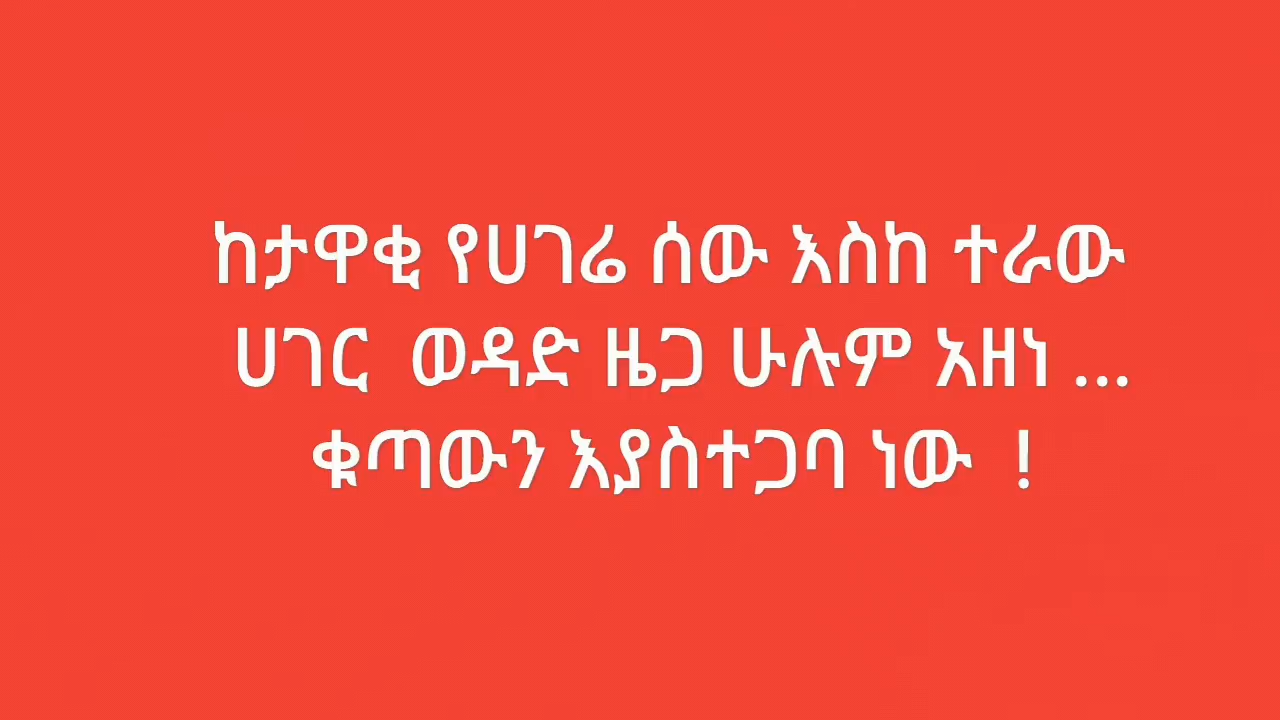 ከታዋቂ የሀገሬ ሰው እስከ ተራው
ሀገር ወዳድ ዜጋ ሁሉም አዘነ ...
ቁጣውን እያስተጋባ ነው !